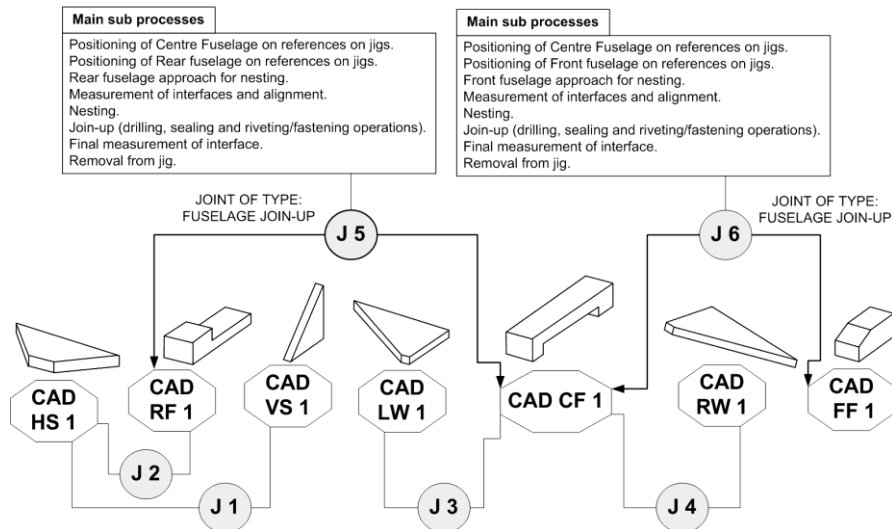 Main sub processes
Positioning of Centre Fuselage on references on jigs.
Positioning of Rear fuselage on references on jigs.
Rear fuselage approach for nesting.
Measurement of interfaces and alignment.
Nesting.
Join-up (drilling, sealing and riveting/fastening operations).
Final measurement of interface.
Removal from jig.
Main sub processes
Positioning of Centre Fuselage on references on jigs.
Positioning of Front fuselage on references on jigs.
Front fuselage approach for nesting.
Measurement of interfaces and alignment.
Nesting.
Join-up (drilling, sealing and riveting/fastening operations).
Final measurement of interface.
Removal from jig.
JOINT OF TYPE:
FUSELAGE JOIN-UP
J 5
J 6
JOINT OF TYPE:
FUSELAGE JOIN-UP
CAD
HS 1
CAD
RF 1
CAD
VS 1
CAD
LW 1
CAD CF 1
CAD
RW 1
CAD
FF 1
J 2
J 1
J 3
J 4